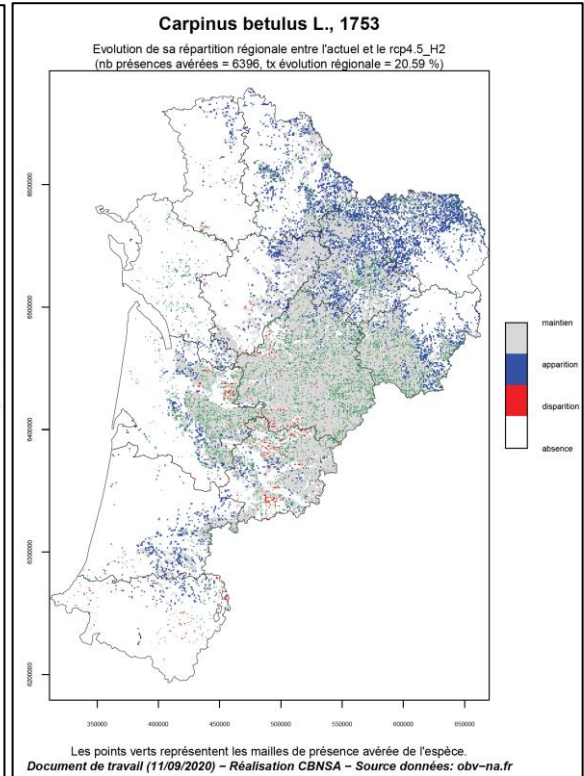 Carpinus betulus L., 1753
Evolution de sa répartition régionale entre l'actuel et le rcp4.5_H2
(nb présences avérées = 6396, tx évolution régionale = 20.59 %)
maintien
apparition
disparition
absence
6600000
6500000
6400000
6300000
6200000
350000 400000 450000 500000 550000 600000 650000
Les points verts représentent les mailles de présence avérée de l'espèce.
Document de travail (11/09/2020) − Réalisation CBNSA − Source données: obv−na.fr